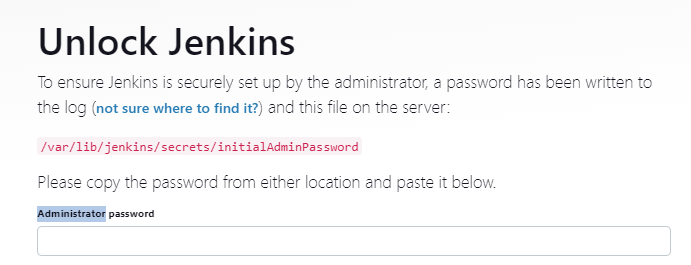 Unlock Jenkins
To ensure Jenkins is securely set up by the administrator, a password has been written to
the log (not sure where to find it?) and this file on the server:
/var/lib/jenkins/secrets/initialAdminPassword
Please copy the password from either location and paste it below.
Administrator password